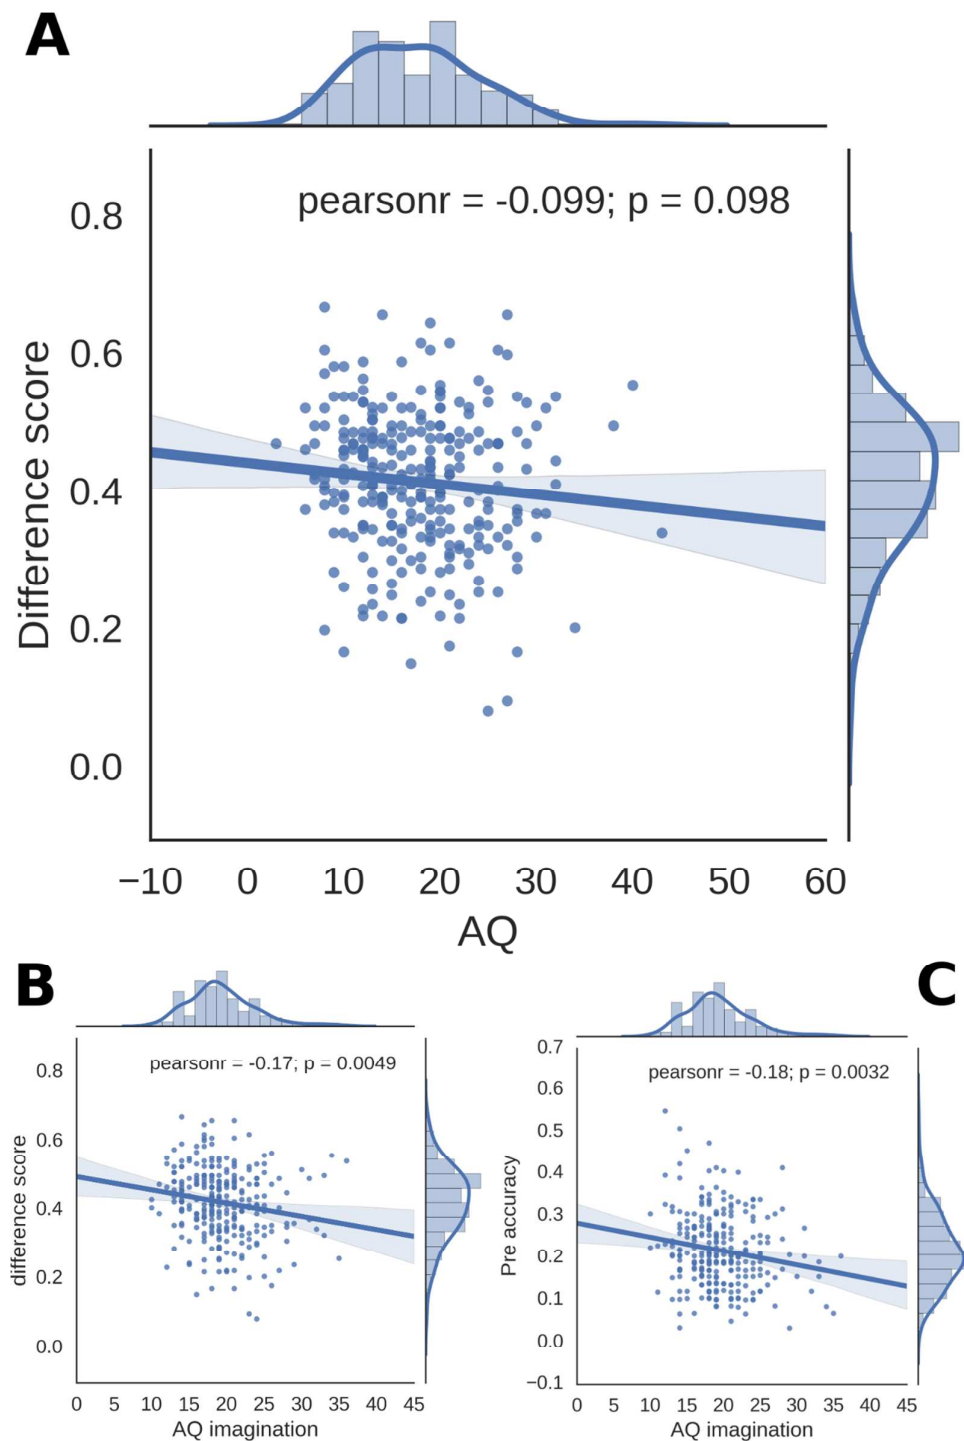 A
pearsonr = -0.099; p = 0.098
0.8
0.6
0.4
0.2
0.0
Difference score
−10 0 10 20 30 40 50 60
AQ
B
pearsonr = -0.17; p = 0.0049
0.8
0.6
0.4
0.2
0.0
difference score
0 5 10 15 20 25 30 35 40 45
AQ imagination
C
pearsonr = -0.18; p = 0.0032
0.7
0.6
0.5
0.4
0.3
0.2
0.1
0.0
−0.1
Pre accuracy
0 5 10 15 20 25 30 35 40 45
AQ imagination